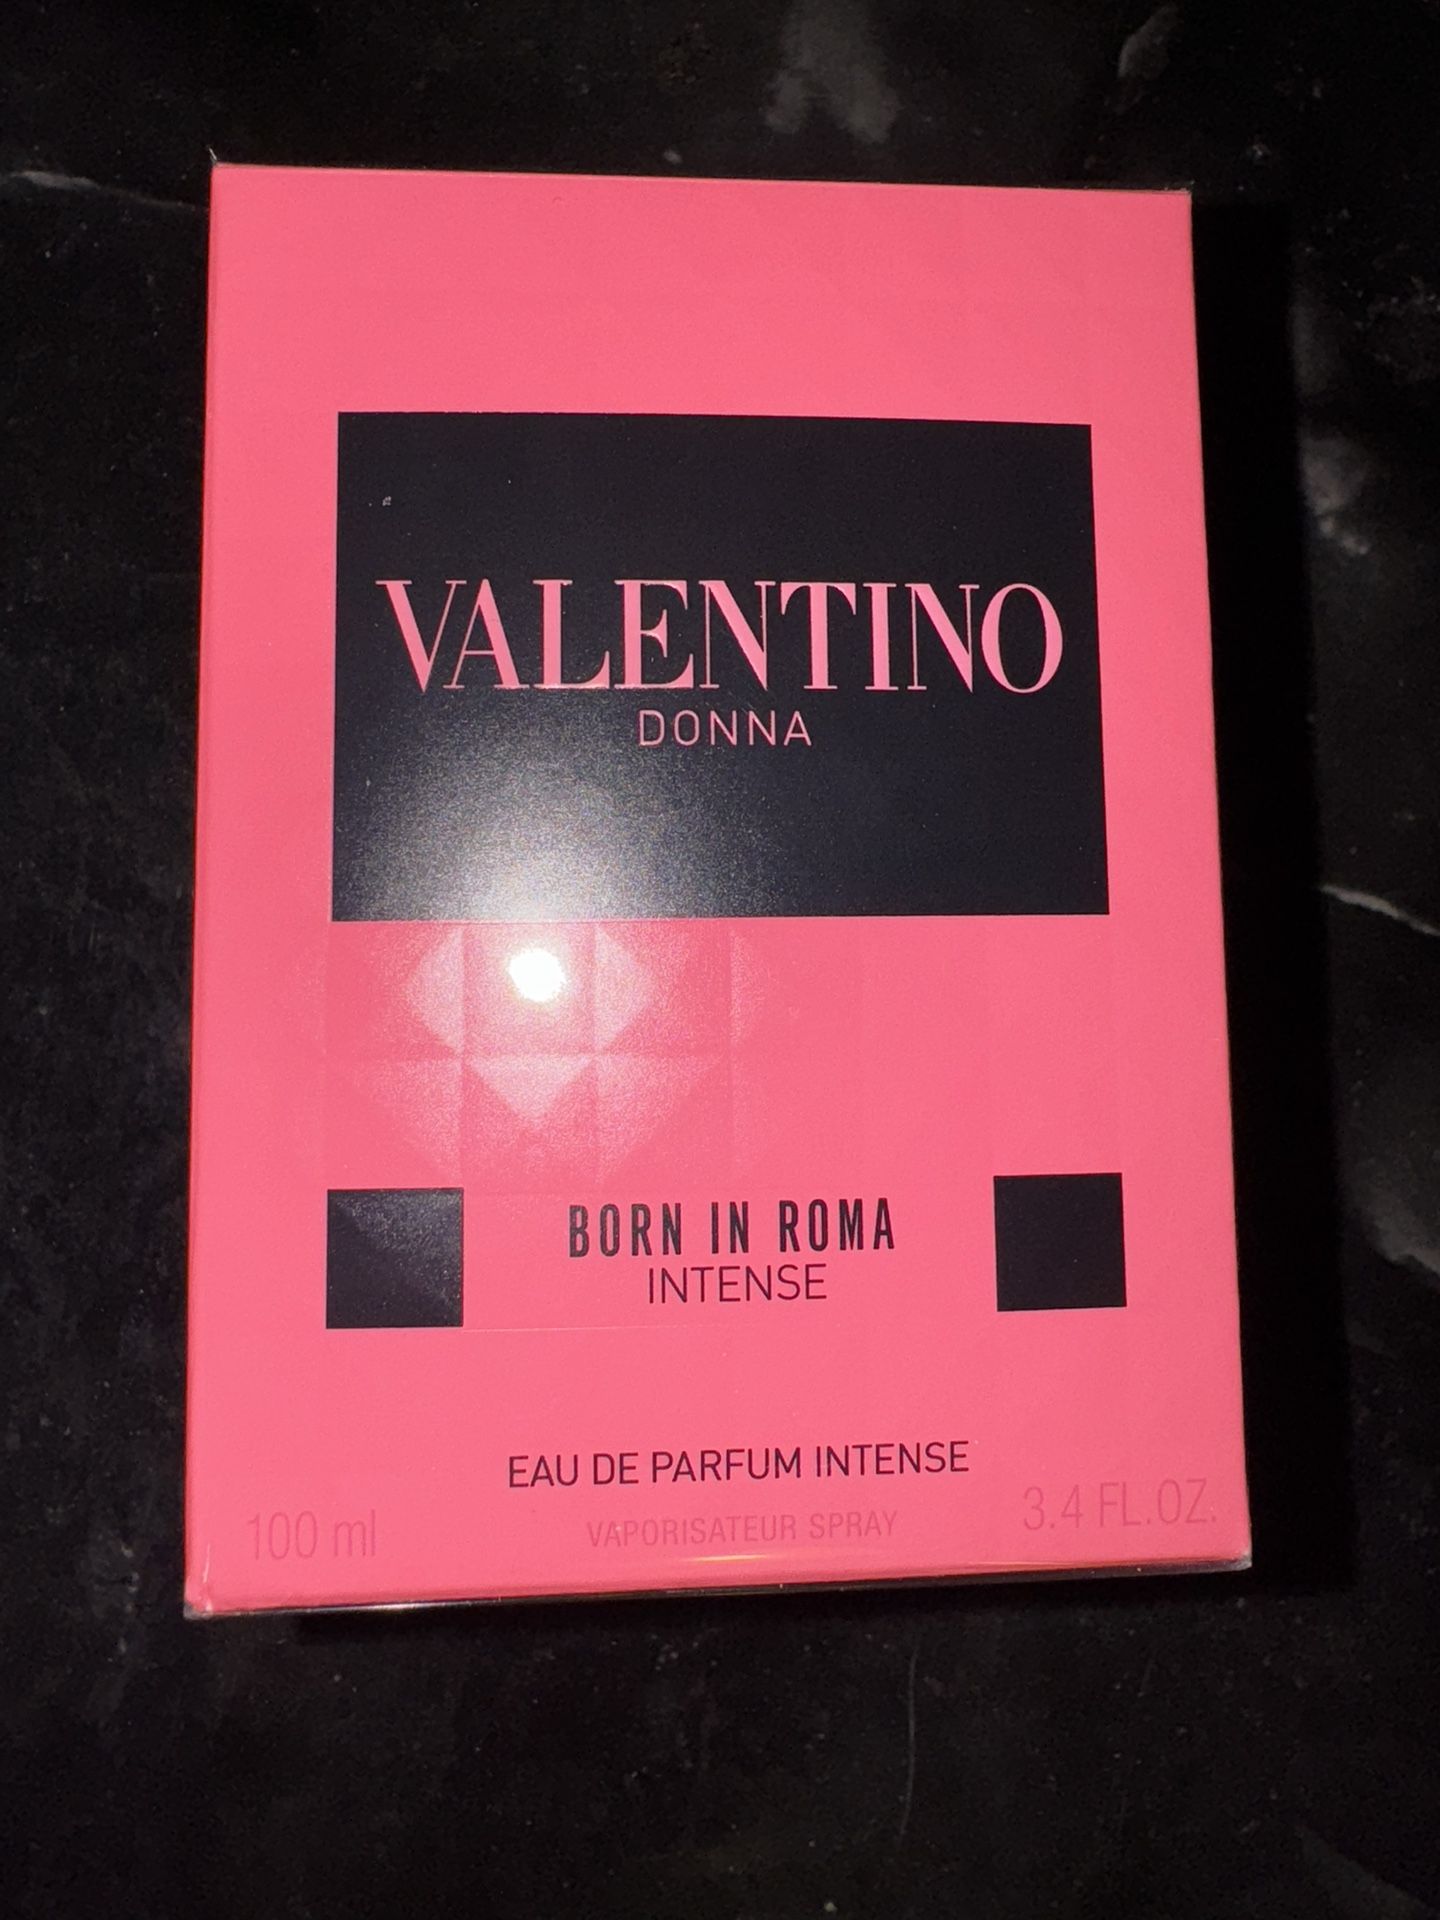 VALENTINO
DONNA
BORN IN ROMA
INTENSE
EAU DE PARFUM INTENSE
100 ml VAPORISATEUR SPRAY 3.4 FL.OZ.